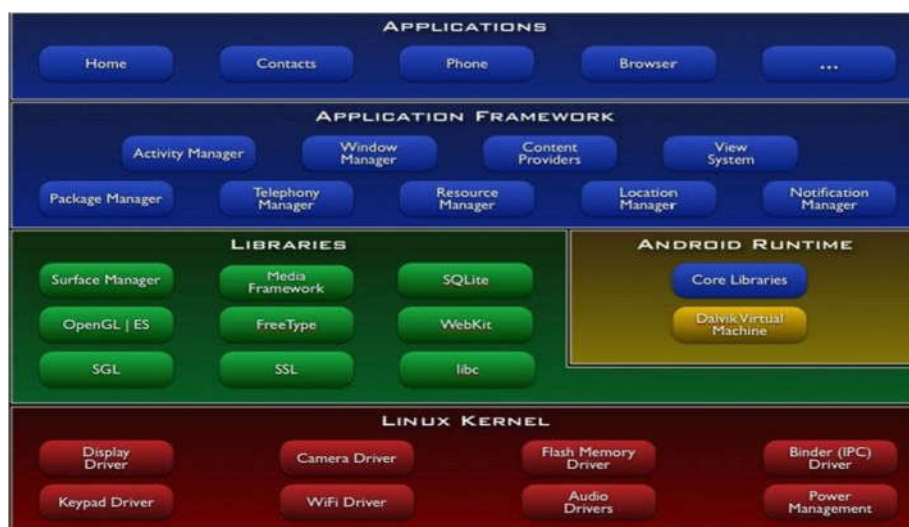 APPLICATIONS
Home
Contacts
Phone
Browser
...
APPLICATION FRAMEWORK
Activity Manager
Window
Manager
Content
Providers
View
System
Package Manager
Telephony
Manager
Resource
Manager
Location
Manager
Notification
Manager
LIBRARIES
Surface Manager
Media
Framework
SQLite
OpenGL | ES
FreeType
WebKit
SGL
SSL
libc
ANDROID RUNTIME
Core Libraries
Dalvik Virtual
Machine
LINUX KERNEL
Display
Driver
Camera Driver
Flash Memory
Driver
Binder (IPC)
Driver
Keypad Driver
WiFi Driver
Audio
Drivers
Power
Management